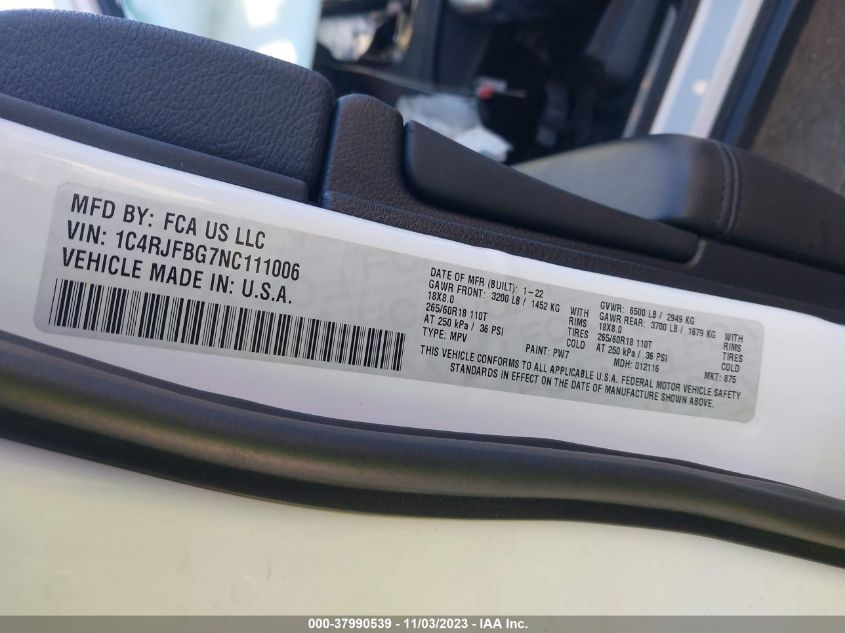 MFD BY: FCA US LLC
VIN: 1C4RJFBG7NC111006
VEHICLE MADE IN: U.S.A.
DATE OF MFR (BUILT): 1-22 GVWR: 6500 LB / 2949 KG
GAWR FRONT: 3200 LB / 1452 KG WITH GAWR REAR: 3700 LB / 1679 KG WITH
18X8.0 RIMS 18X8.0 RIMS
265/60R18 110T TIRES 265/60R18 110T TIRES
AT 250 kPa / 36 PSI COLD AT 250 kPa / 36 PSI COLD
TYPE: MPV PAINT: PW7 MDH: 012116 MKT: 875
THIS VEHICLE CONFORMS TO ALL APPLICABLE U.S.A. FEDERAL MOTOR VEHICLE SAFETY
STANDARDS IN EFFECT ON THE DATE OF MANUFACTURE SHOWN ABOVE.
000-37990539 - 11/03/2023 - IAA Inc.